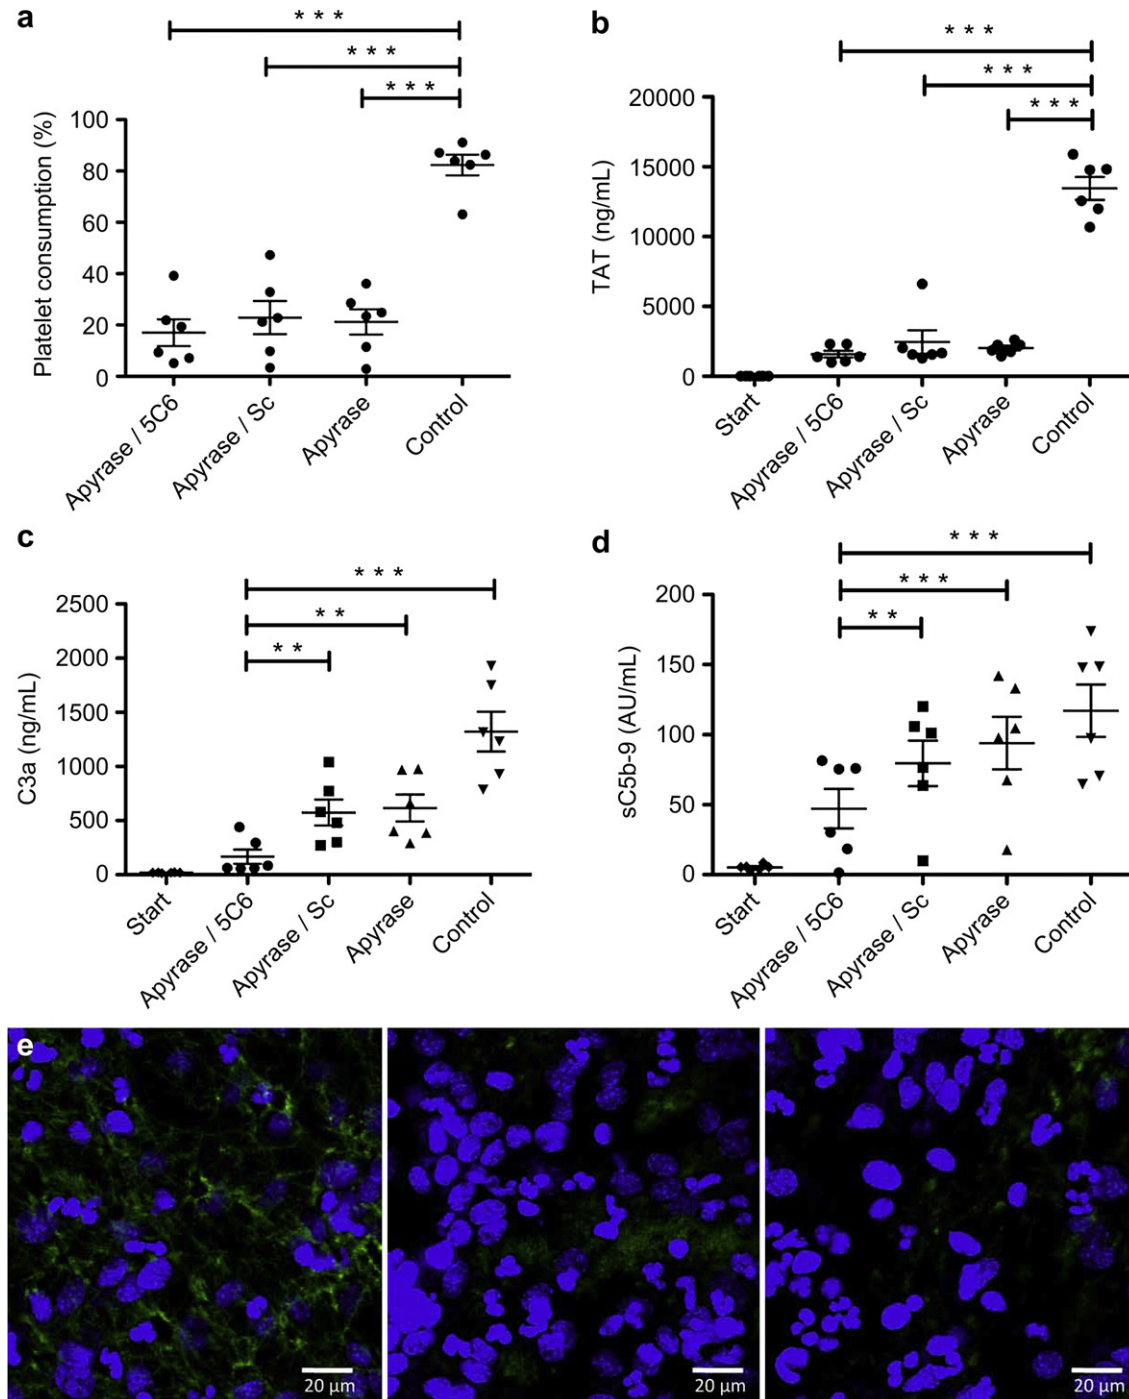 a
* * *
* * *
* * *
Platelet consumption (%)
100
80
60
40
20
0
Apyrase / 5C6
Apyrase / Sc
Apyrase
Control
b
* * *
* * *
* * *
TAT (ng/mL)
20000
15000
10000
5000
0
Start
Apyrase / 5C6
Apyrase / Sc
Apyrase
Control
c
* * *
* *
* *
C3a (ng/mL)
2500
2000
1500
1000
500
0
Start
Apyrase / 5C6
Apyrase / Sc
Apyrase
Control
d
* * *
* * *
* *
sC5b-9 (AU/mL)
200
150
100
50
0
Start
Apyrase / 5C6
Apyrase / Sc
Apyrase
Control
e
20 µm
20 µm
20 µm